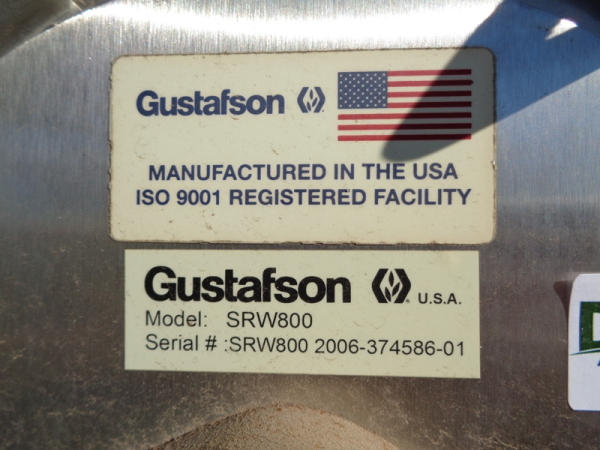 Gustafson
MANUFACTURED IN THE USA
ISO 9001 REGISTERED FACILITY
Gustafson U.S.A.
Model: SRW800
Serial # :SRW800 2006-374586-01